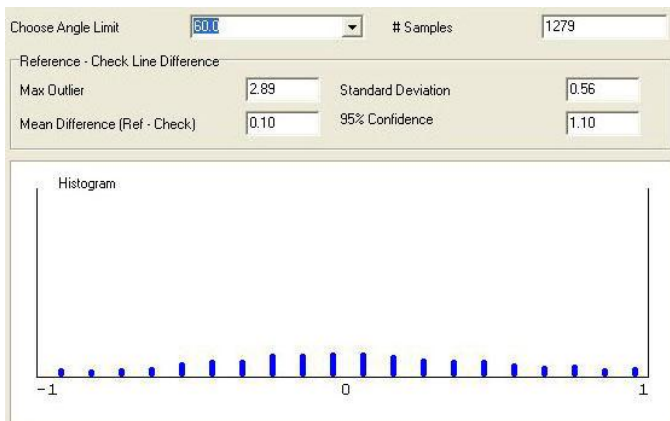 Choose Angle Limit 60.0 # Samples 1279
Reference - Check Line Difference
Max Outlier 2.89 Standard Deviation 0.56
Mean Difference (Ref - Check) 0.10 95% Confidence 1.10
Histogram
-1 0 1